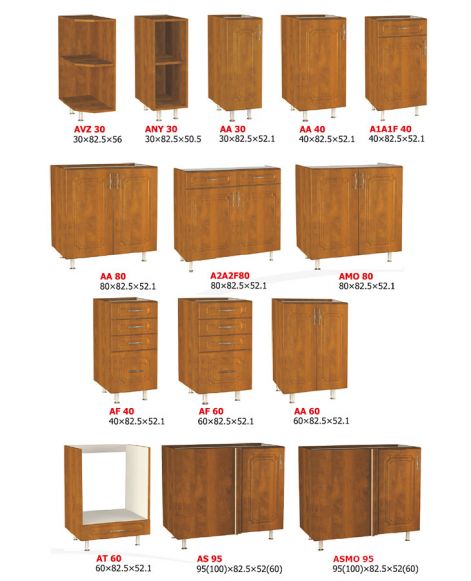 AVZ 30
30×82.5×56
ANY 30
30×82.5×50.5
AA 30
30×82.5×52.1
AA 40
40×82.5×52.1
A1A1F 40
40×82.5×52.1
AA 80
80×82.5×52.1
A2A2F80
80×82.5×52.1
AMO 80
80×82.5×52.1
AF 40
40×82.5×52.1
AF 60
60×82.5×52.1
AA 60
60×82.5×52.1
AT 60
60×82.5×52.1
AS 95
95(100)×82.5×52(60)
ASMO 95
95(100)×82.5×52(60)